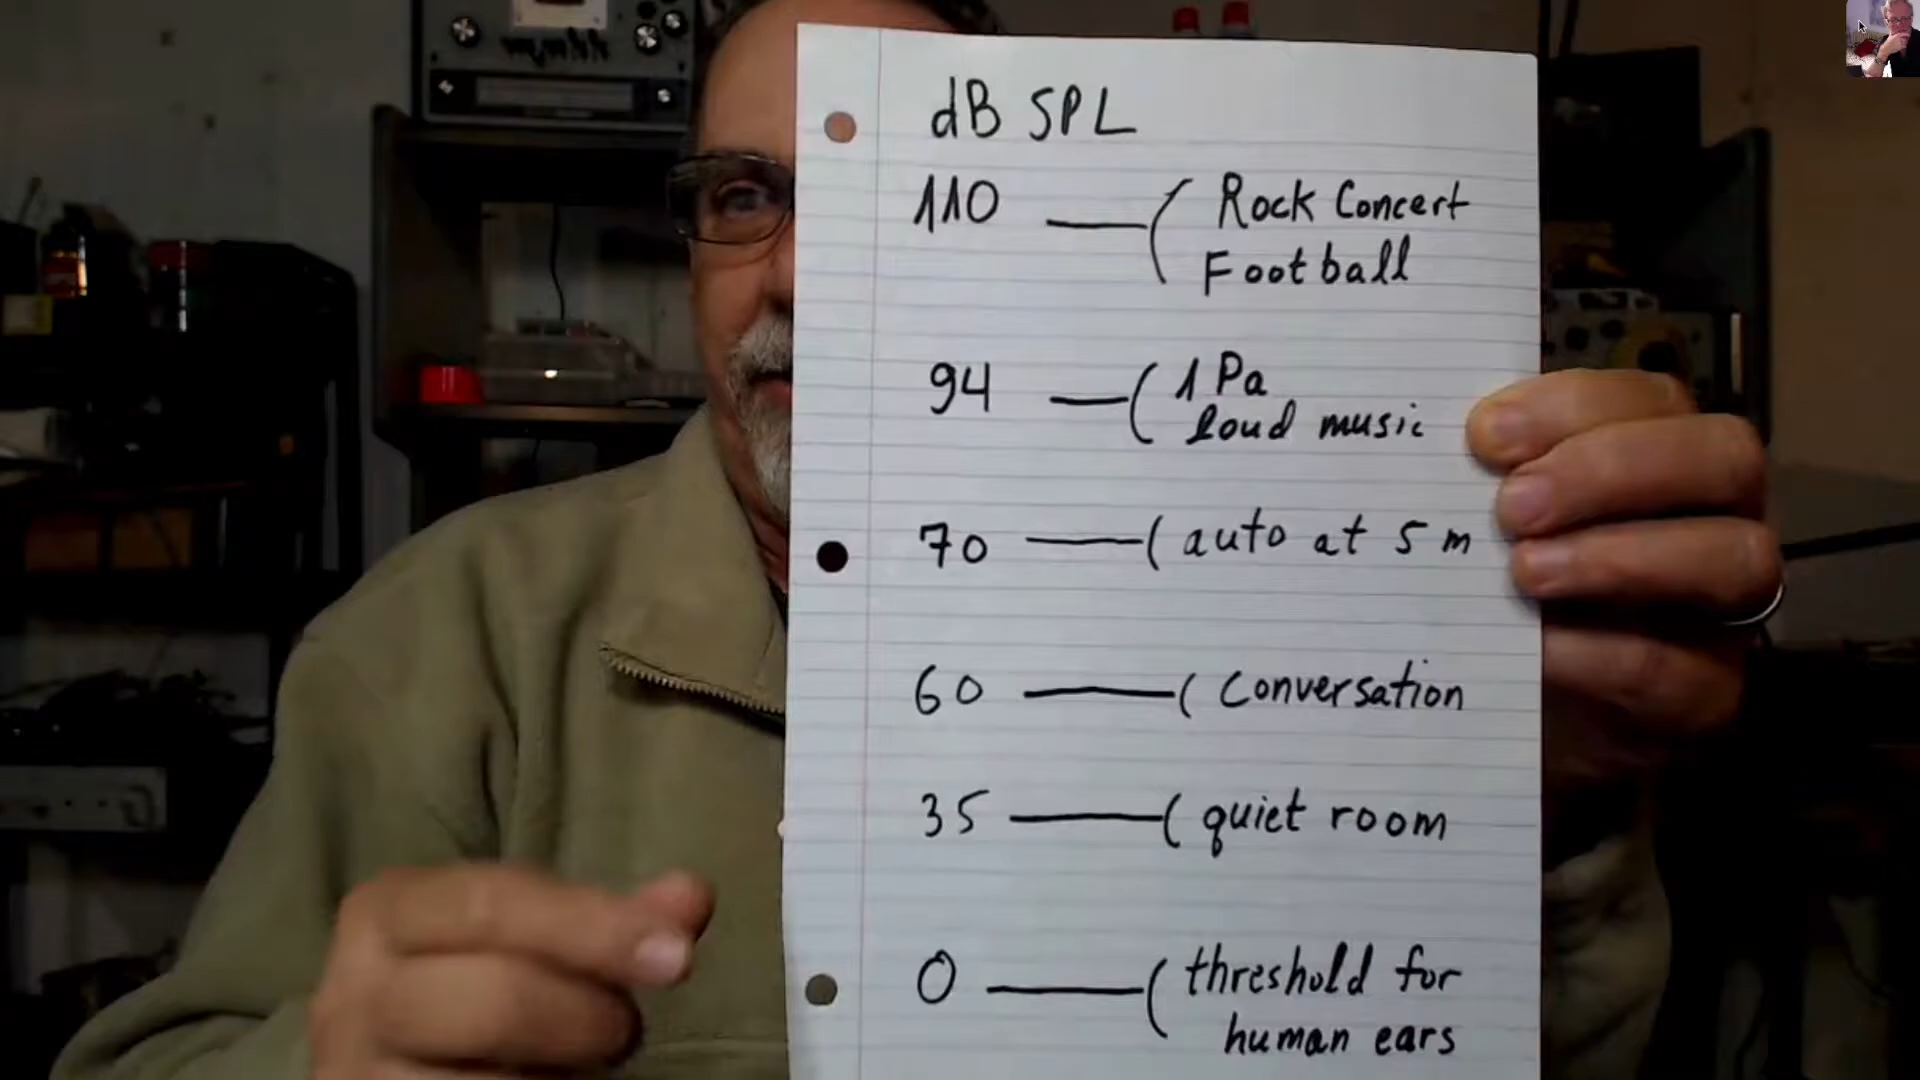 dB SPL
110 — ( Rock Concert
Football
94 — ( 1 Pa
loud music
70 — ( auto at 5 m
60 — ( Conversation
35 — ( quiet room
0 — ( threshold for
human ears